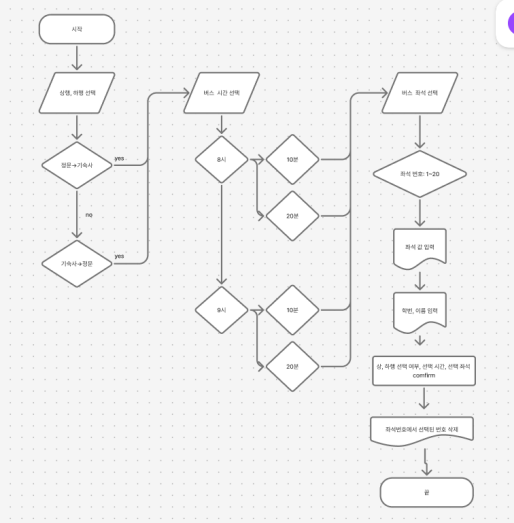 시작
상행, 하행 선택
정문→기숙사
yes
no
기숙사→정문
yes
버스 시간 선택
8시
10분
20분
9시
10분
20분
버스 좌석 선택
좌석 번호: 1~20
좌석 값 입력
학번, 이름 입력
상, 하행 선택 여부, 선택 시간, 선택 좌석
comfirm
좌석번호에서 선택된 번호 삭제
끝